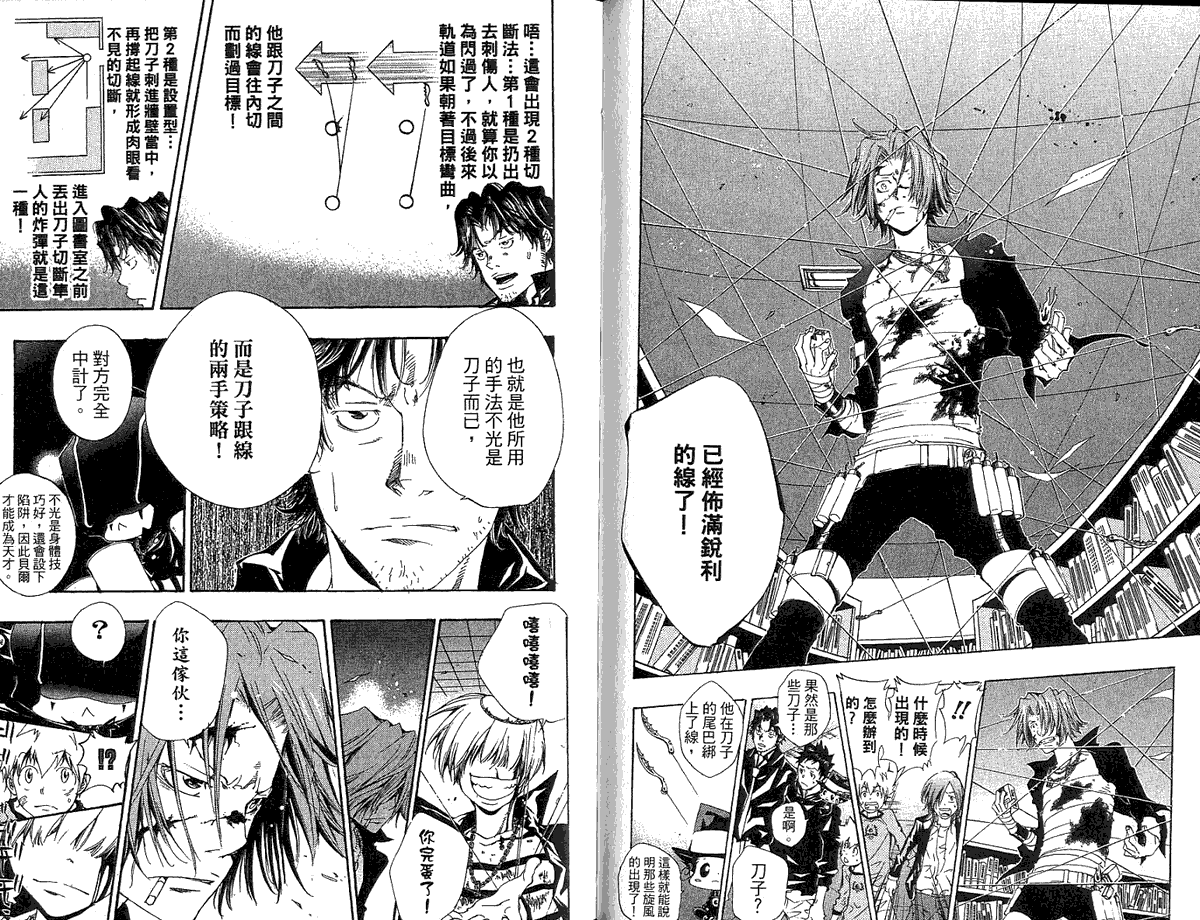 已經佈滿銳利
的線了！
!!
什麼時候
出現的！
怎麼辦到
的？
果然是那
些刀子…
是啊。
刀子？
他在刀子
的尾巴綁
上了線，
這樣就能說
明那些旋風
的出現了！
唔…這會出現2種切
斷法…第1種是扔出
去刺傷人，就算你以
為閃過了，不過後來
軌道如果朝著目標彎曲，
他跟刀子之間
的線會往內切
而劃過目標！
第2種是設置型…
把刀子刺進牆壁當中，
再撐起線就形成肉眼看
不見的切斷，
進入圖書室之前
丟出刀子切斷隼
人的炸彈就是這
一種！
也就是他所用
的手法不光是
刀子而已，
而是刀子跟線
的兩手策略！
對方完全
中計了。
不光是身體技
巧好，還會設下
陷阱，因此貝爾
才能成為天才。
嘻嘻嘻嘻！
你完蛋了！
你這傢伙…
？
!?